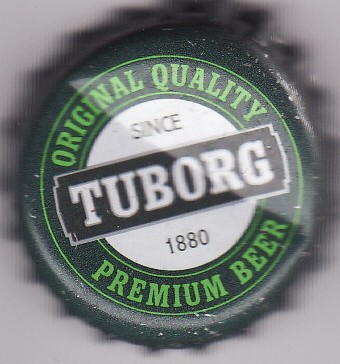 ORIGINAL QUALITY
SINCE
TUBORG
1880
PREMIUM BEER